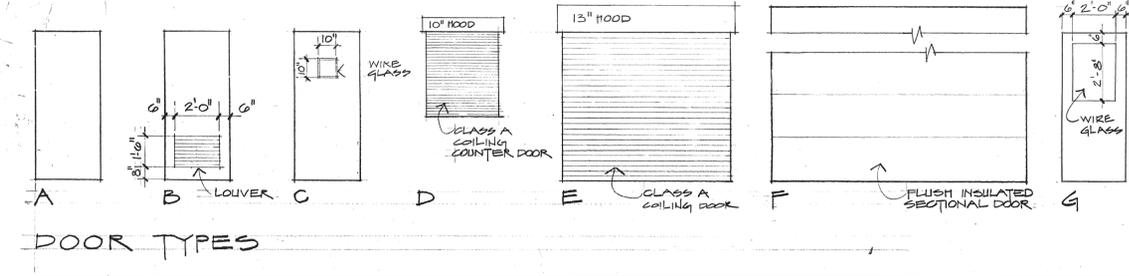 10" HOOD
13" HOOD
6" 2'-0" 6"
10"
10"
WIRE
GLASS
6"
2'-8"
6" 2'-0" 6"
1'-6"
8"
CLASS A
COILING
COUNTER DOOR
WIRE
GLASS
LOUVER
CLASS A
COILING DOOR
FLUSH INSULATED
SECTIONAL DOOR
A B C D E F G
DOOR TYPES